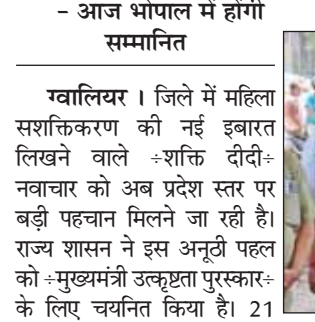 - आज भोपाल में होंगी
सम्मानित
ग्वालियर । जिले में महिला
सशक्तिकरण की नई इबारत
लिखने वाले ÷शक्ति दीदी÷
नवाचार को अब प्रदेश स्तर पर
बड़ी पहचान मिलने जा रही है।
राज्य शासन ने इस अनूठी पहल
को ÷मुख्यमंत्री उत्कृष्टता पुरस्कार÷
के लिए चयनित किया है। 21